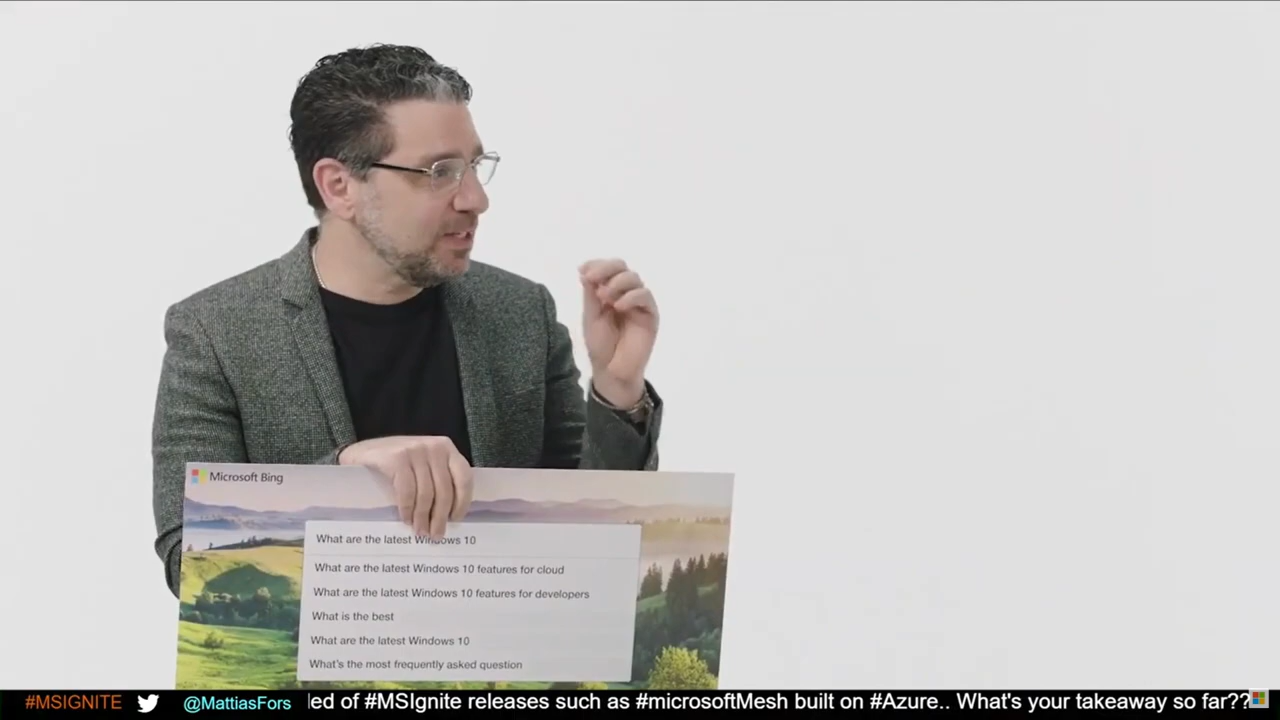 Microsoft Bing
What are the latest Windows 10
What are the latest Windows 10 features for cloud
What are the latest Windows 10 features for developers
What is the best
What are the latest Windows 10
What's the most frequently asked question
#MSIGNITE @MattiasFors led of #MSIgnite releases such as #microsoftMesh built on #Azure.. What's your takeaway so far??